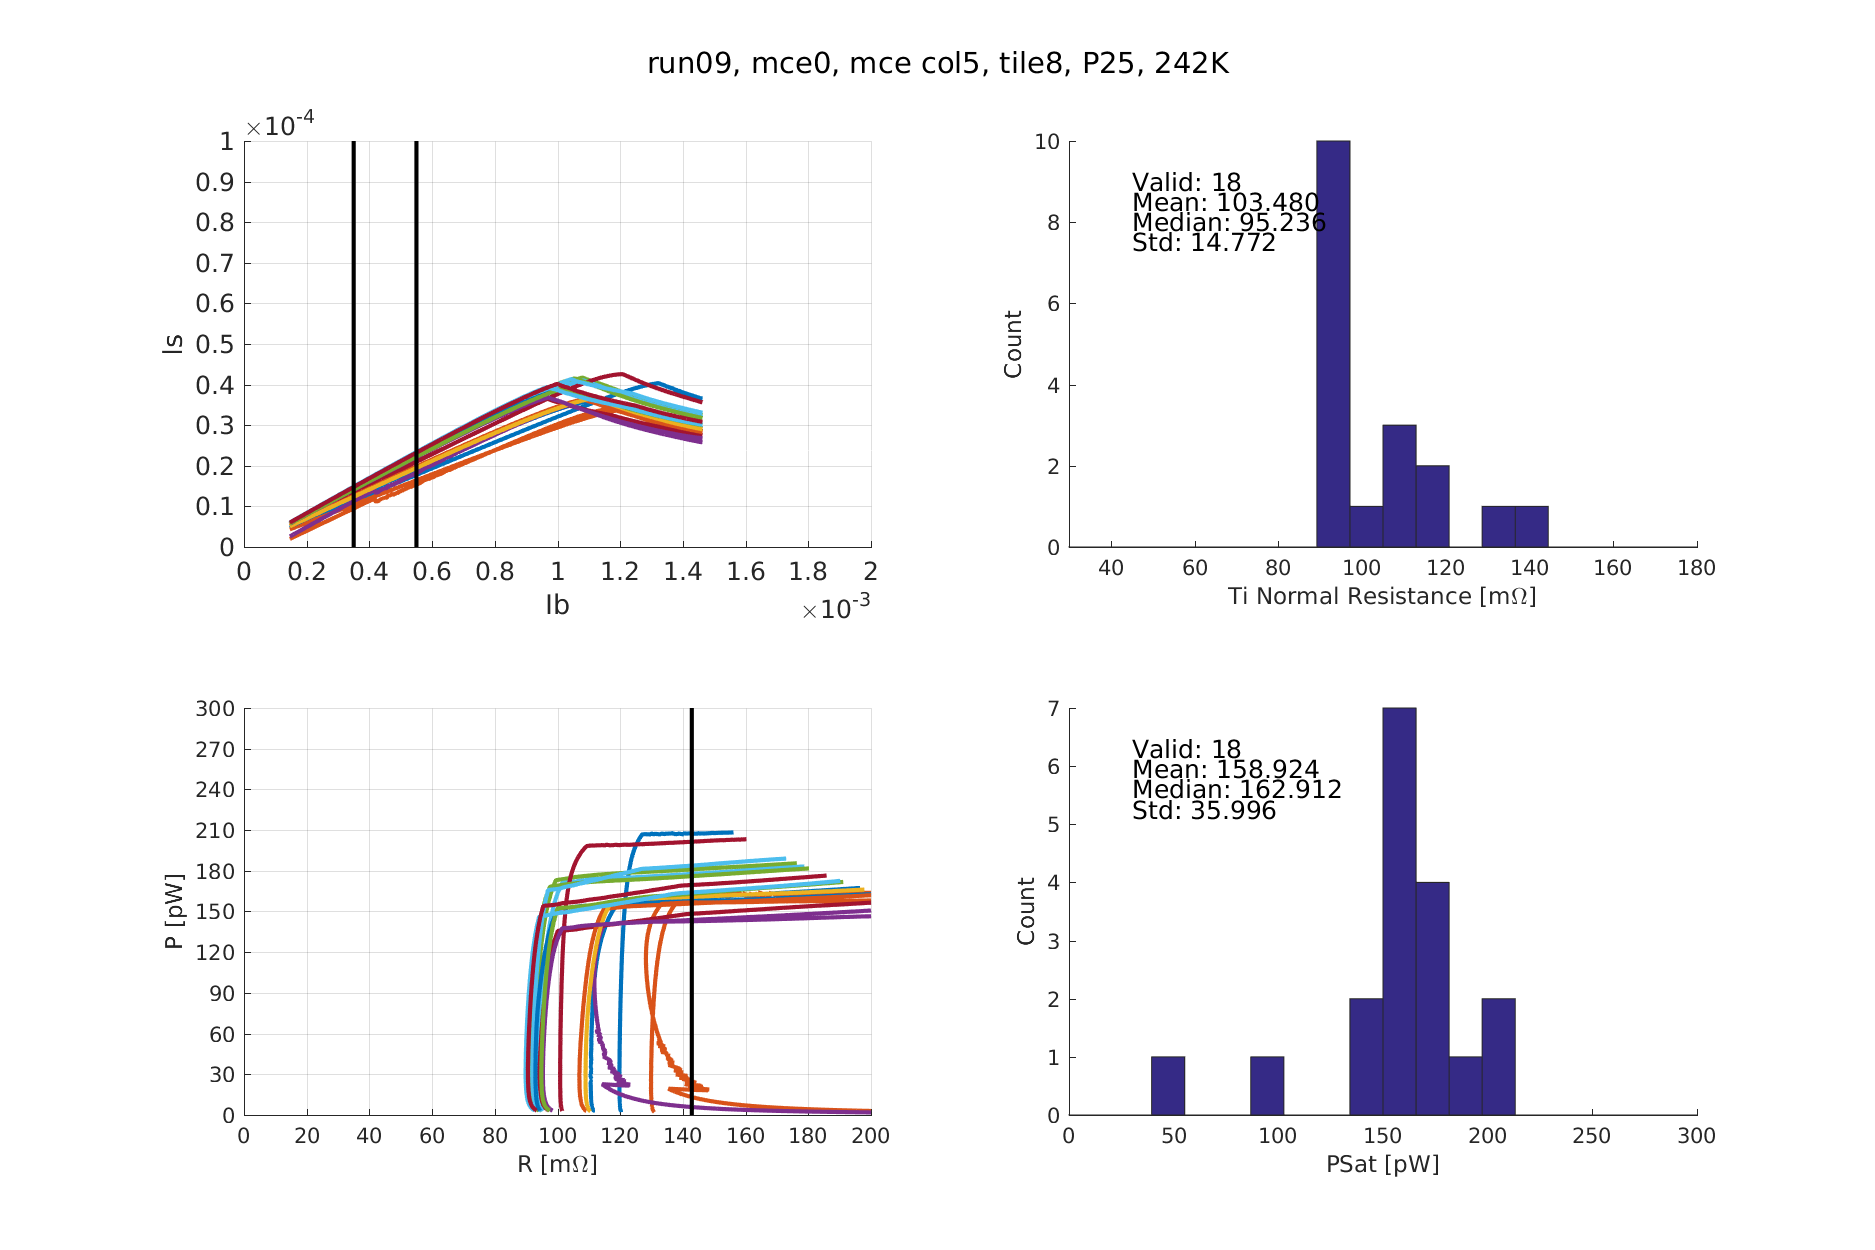 run09, mce0, mce col5, tile8, P25, 242K
×10-4
1
0.9
0.8
0.7
0.6
0.5
0.4
0.3
0.2
0.1
0
Is
0 0.2 0.4 0.6 0.8 1 1.2 1.4 1.6 1.8 2
Ib
×10-3
10
8
6
4
2
0
Count
Valid: 18
Mean: 103.480
Median: 95.236
Std: 14.772
40 60 80 100 120 140 160 180
Ti Normal Resistance [mΩ]
300
270
240
210
180
150
120
90
60
30
0
P [pW]
0 20 40 60 80 100 120 140 160 180 200
R [mΩ]
7
6
5
4
3
2
1
0
Count
Valid: 18
Mean: 158.924
Median: 162.912
Std: 35.996
0 50 100 150 200 250 300
PSat [pW]